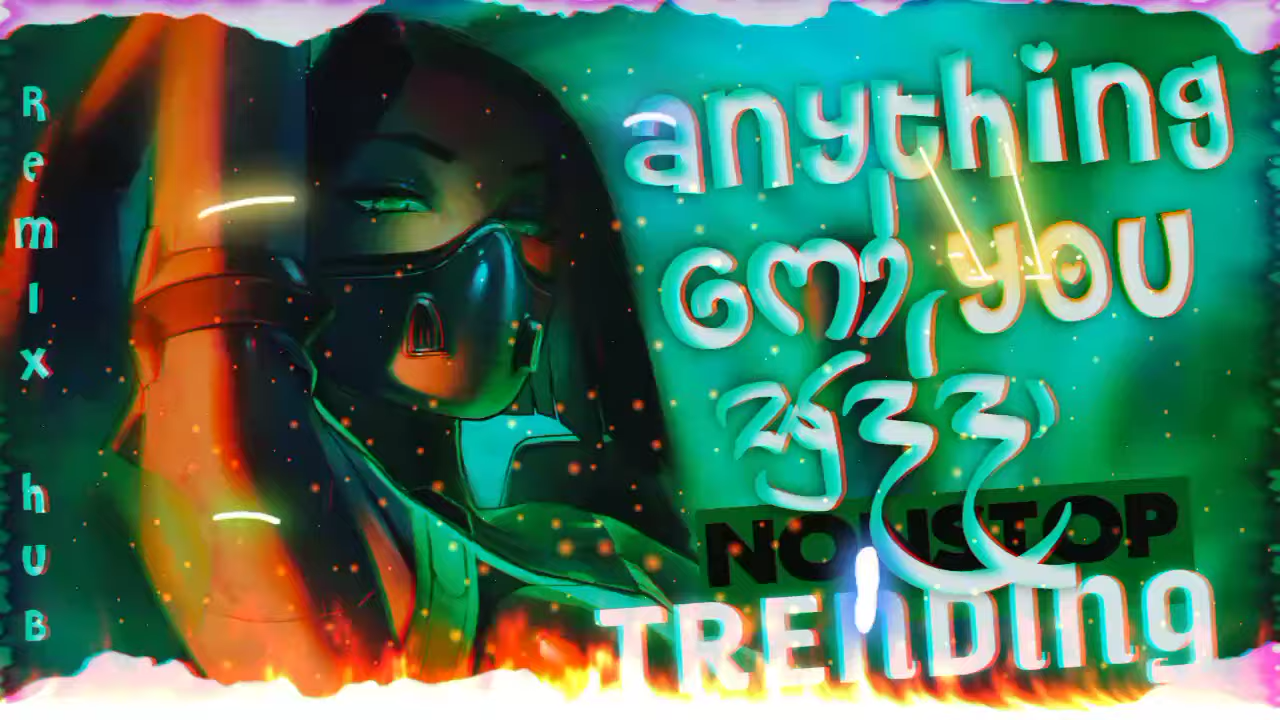 Remix hub
anything
නෝ you
සුද්ද
NONSTOP
TRENDing